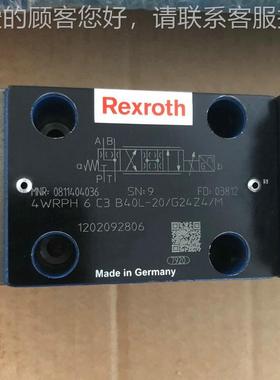 的顾客您好 请联系客服
Rexroth
A B
a
P T
MNR: 0811404036 SN: 9 FD: 03812
4WRPH 6 C3 B40L-20/G24Z4/M
1202092806
Made in Germany
7920